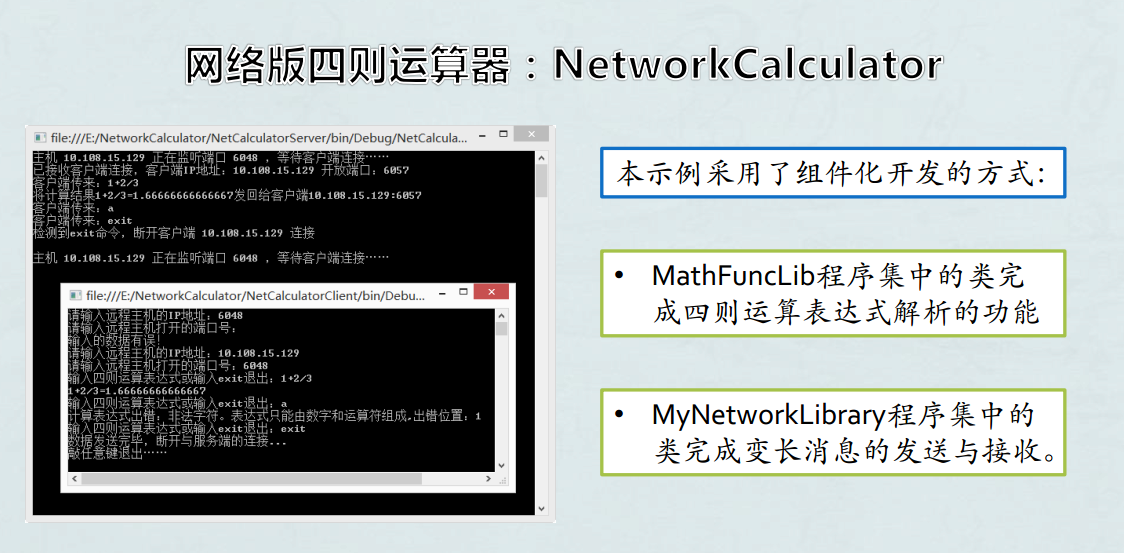 网络版四则运算器：NetworkCalculator
file:///E:/NetworkCalculator/NetCalculatorServer/bin/Debug/NetCalcula...
主机 10.108.15.129 正在监听端口 6048 ，等待客户端连接……
已接收客户端连接，客户端IP地址：10.108.15.129 开放端口：6057
客户端传来：1+2/3
将计算结果1+2/3=1.66666666666667发回给客户端10.108.15.129:6057
客户端传来：a
客户端传来：exit
检测到exit命令，断开客户端 10.108.15.129 连接
主机 10.108.15.129 正在监听端口 6048 ，等待客户端连接……
file:///E:/NetworkCalculator/NetCalculatorClient/bin/Debu...
请输入远程主机的IP地址：6048
请输入远程主机打开的端口号：
输入的数据有误！
请输入远程主机的IP地址：10.108.15.129
请输入远程主机打开的端口号：6048
输入四则运算表达式或输入exit退出：1+2/3
1+2/3=1.66666666666667
输入四则运算表达式或输入exit退出：a
计算表达式出错：非法字符。表达式只能由数字和运算符组成,出错位置：1
输入四则运算表达式或输入exit退出：exit
数据发送完毕，断开与服务端的连接...
敲任意键退出……
本示例采用了组件化开发的方式：
• MathFuncLib程序集中的类完
成四则运算表达式解析的功能
• MyNetworkLibrary程序集中的
类完成变长消息的发送与接收。